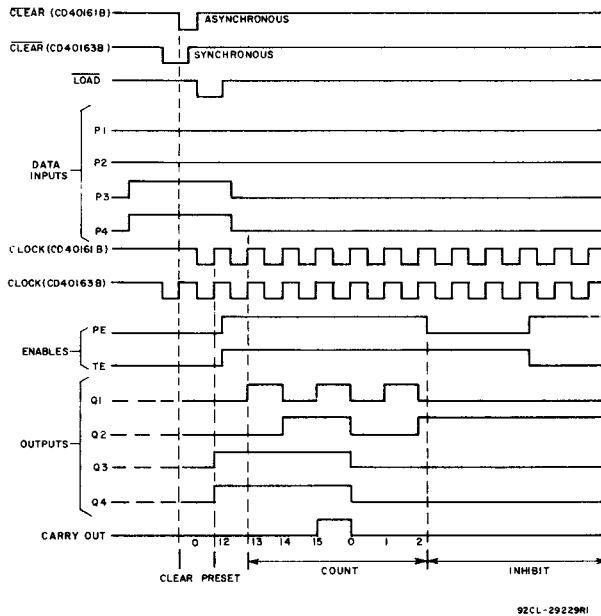 CLEAR (CD40161B)
ASYNCHRONOUS
CLEAR (CD40163B)
SYNCHRONOUS
LOAD
P1
P2
DATA
INPUTS
P3
P4
CLOCK(CD40161B)
CLOCK(CD40163B)
PE
ENABLES
TE
Q1
Q2
OUTPUTS
Q3
Q4
CARRY OUT
0 12 13 14 15 0 1 2
COUNT
INHIBIT
CLEAR PRESET
92CL-29229R1